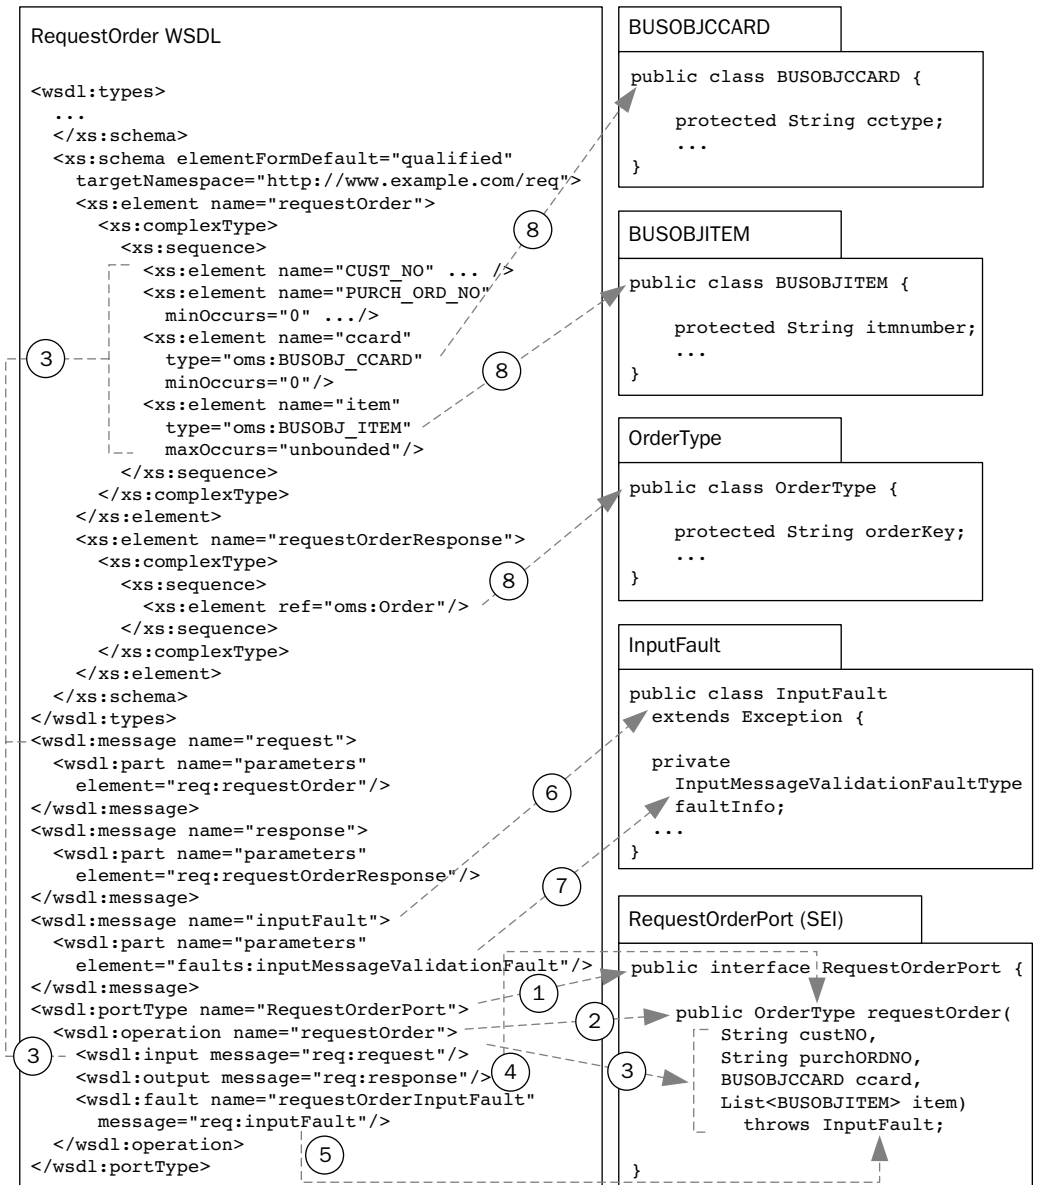 RequestOrder WSDL
<wsdl:types>
...
</xs:schema>
<xs:schema elementFormDefault="qualified"
targetNamespace="http://www.example.com/req">
<xs:element name="requestOrder">
<xs:complexType>
<xs:sequence>
<xs:element name="CUST_NO" ... />
<xs:element name="PURCH_ORD_NO"
minOccurs="0" .../>
<xs:element name="ccard"
type="oms:BUSOBJ_CCARD"
minOccurs="0"/>
<xs:element name="item"
type="oms:BUSOBJ_ITEM"
maxOccurs="unbounded"/>
</xs:sequence>
</xs:complexType>
</xs:element>
<xs:element name="requestOrderResponse">
<xs:complexType>
<xs:sequence>
<xs:element ref="oms:Order"/>
</xs:sequence>
</xs:complexType>
</xs:element>
</xs:schema>
</wsdl:types>
<wsdl:message name="request">
<wsdl:part name="parameters"
element="req:requestOrder"/>
</wsdl:message>
<wsdl:message name="response">
<wsdl:part name="parameters"
element="req:requestOrderResponse"/>
</wsdl:message>
<wsdl:message name="inputFault">
<wsdl:part name="parameters"
element="faults:inputMessageValidationFault"/>
</wsdl:message>
<wsdl:portType name="RequestOrderPort">
<wsdl:operation name="requestOrder">
<wsdl:input message="req:request"/>
<wsdl:output message="req:response"/>
<wsdl:fault name="requestOrderInputFault"
message="req:inputFault"/>
</wsdl:operation>
</wsdl:portType>
3
3
8
8
8
6
7
1
2
4
3
5
BUSOBJCCARD
public class BUSOBJCCARD {
protected String cctype;
...
}
BUSOBJITEM
public class BUSOBJITEM {
protected String itmnumber;
...
}
OrderType
public class OrderType {
protected String orderKey;
...
}
InputFault
public class InputFault
extends Exception {
private
InputMessageValidationFaultType
faultInfo;
...
}
RequestOrderPort (SEI)
public interface RequestOrderPort {
public OrderType requestOrder(
String custNO,
String purchORDNO,
BUSOBJCCARD ccard,
List<BUSOBJITEM> item)
throws InputFault;
}